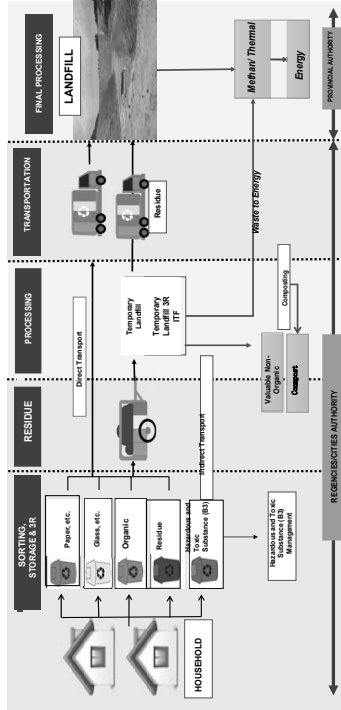 SORTING,
STORAGE & 3R
RESIDUE
PROCESSING
TRANSPORTATION
FINAL PROCESSING
HOUSEHOLD
Paper, etc.
Glass, etc.
Organic
Residue
Hazardous and
Toxic
Substance (B3)
Hazardous and Toxic
Substance (B3)
Management
Direct Transport
Indirect Transport
Temporary
Landfill
Temporary
Landfill 3R
ITF
Valuable Non-
Organic
Compost
Composting
Residue
Waste to Energy
LANDFILL
Methan/ Thermal
Energy
REGENCIES/CITIES AUTHORITY
PROVINCIAL AUTHORITY